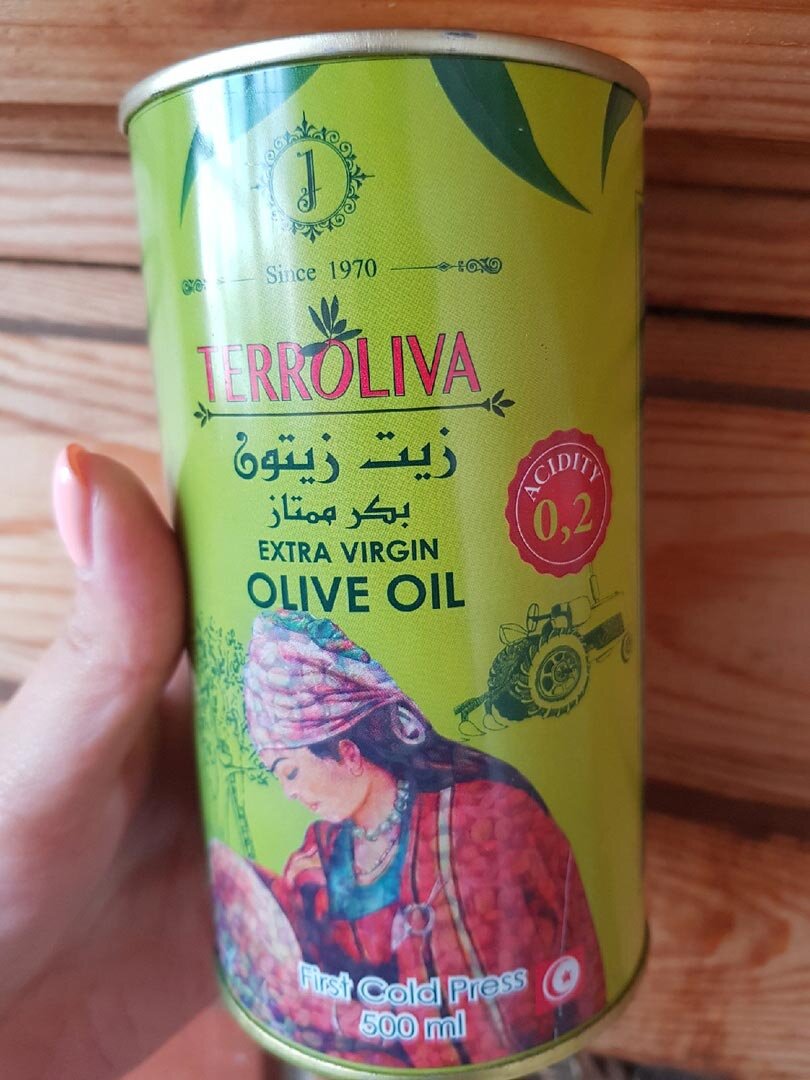 J
Since 1970
TERROLIVA
زيت زيتون
بكر ممتاز
EXTRA VIRGIN
OLIVE OIL
ACIDITY
0,2
First Cold Press
500 ml